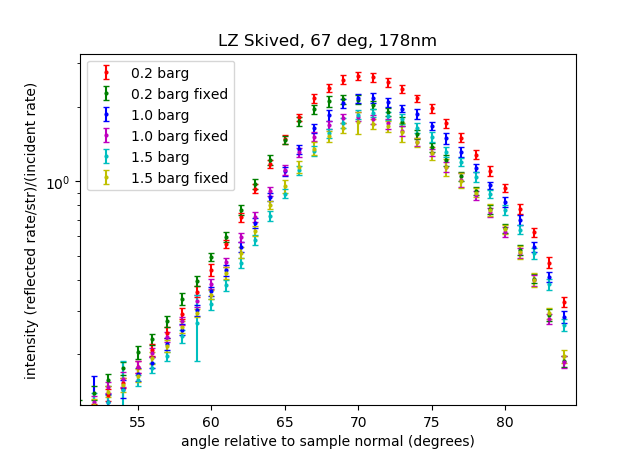 LZ Skived, 67 deg, 178nm
0.2 barg
0.2 barg fixed
1.0 barg
1.0 barg fixed
1.5 barg
1.5 barg fixed
intensity (reflected rate/str)/(incident rate)
10⁰
55 60 65 70 75 80
angle relative to sample normal (degrees)